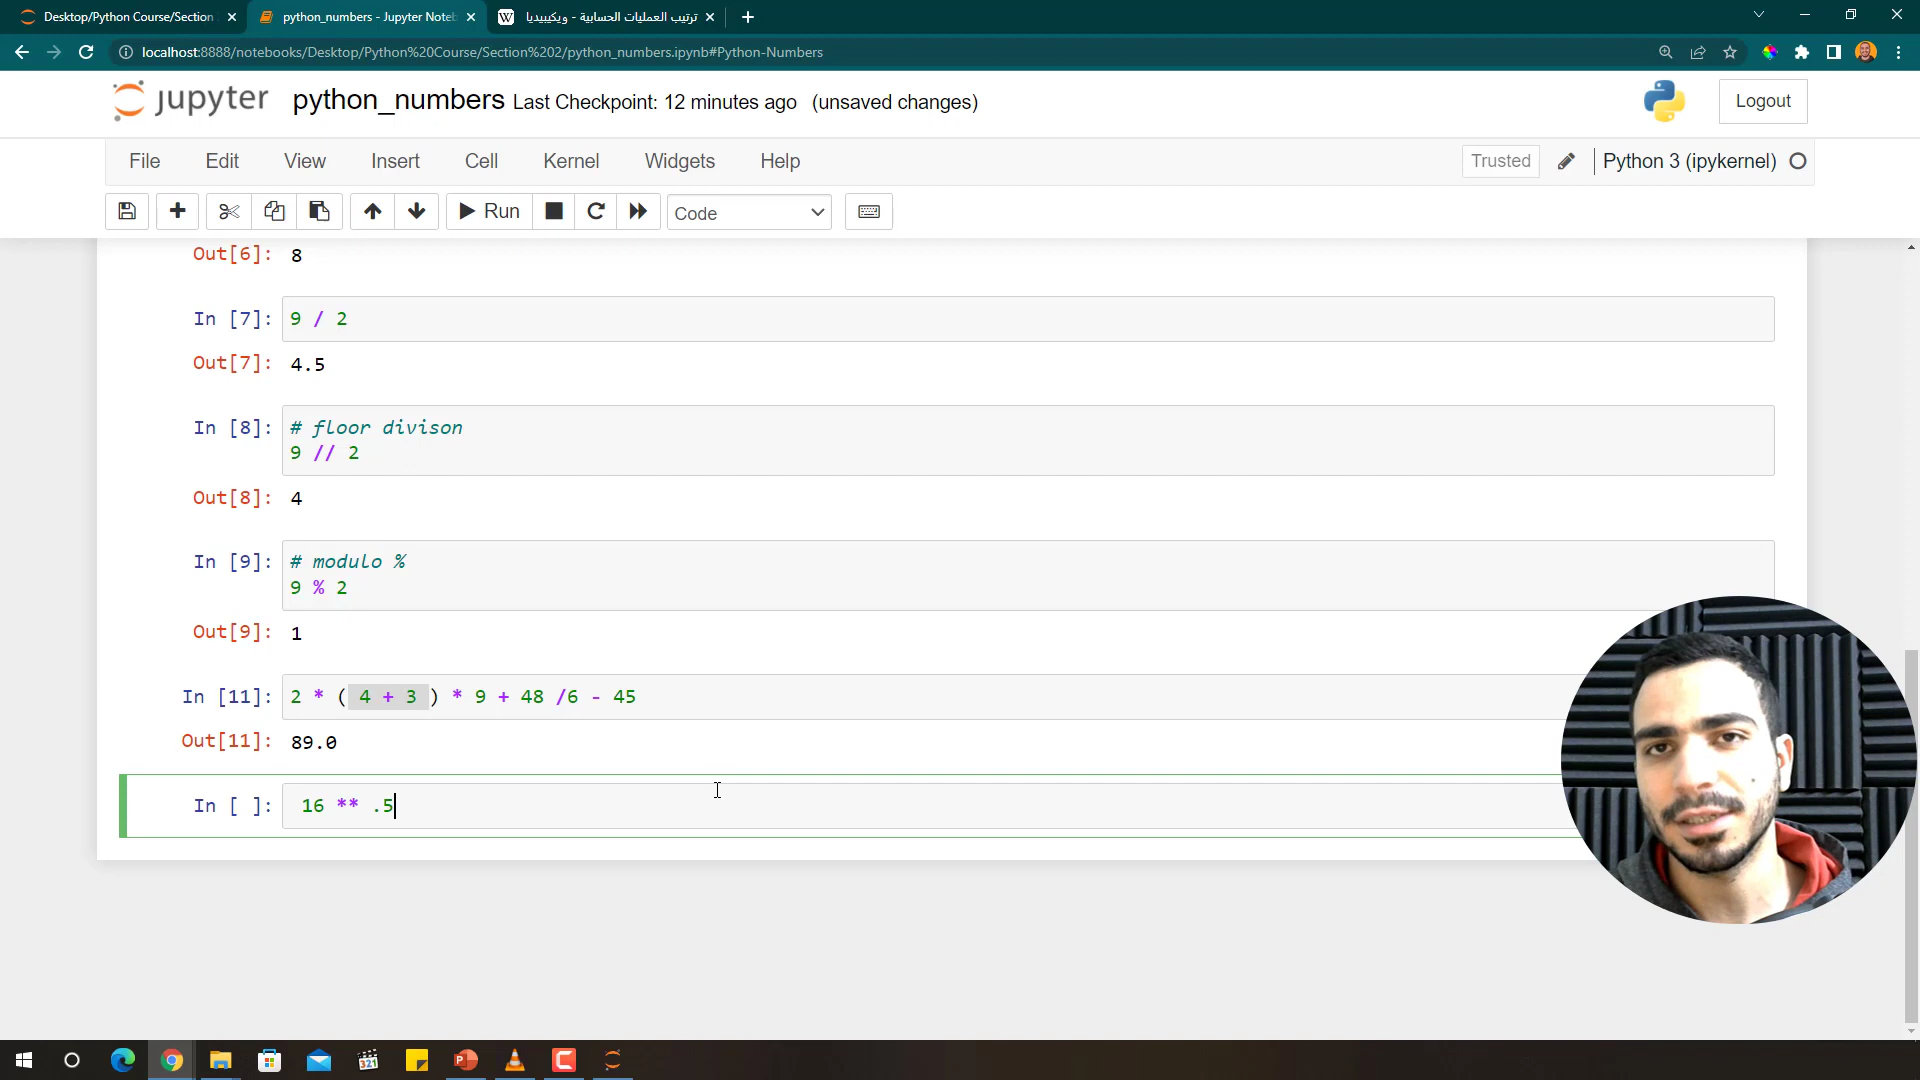 Desktop/Python Course/Section
python_numbers - Jupyter Noteb
W
ترتيب العمليات الحسابية - ويكيبيديا
localhost:8888/notebooks/Desktop/Python%20Course/Section%202/python_numbers.ipynb#Python-Numbers
jupyter python_numbers Last Checkpoint: 12 minutes ago (unsaved changes)
Logout
File Edit View Insert Cell Kernel Widgets Help
Trusted
Python 3 (ipykernel)
Run
Code
Out[6]: 8
In [7]: 9 / 2
Out[7]: 4.5
In [8]: # floor divison
9 // 2
Out[8]: 4
In [9]: # modulo %
9 % 2
Out[9]: 1
In [11]: 2 * ( 4 + 3 ) * 9 + 48 /6 - 45
Out[11]: 89.0
In [ ]: 16 ** .5
321
P
C